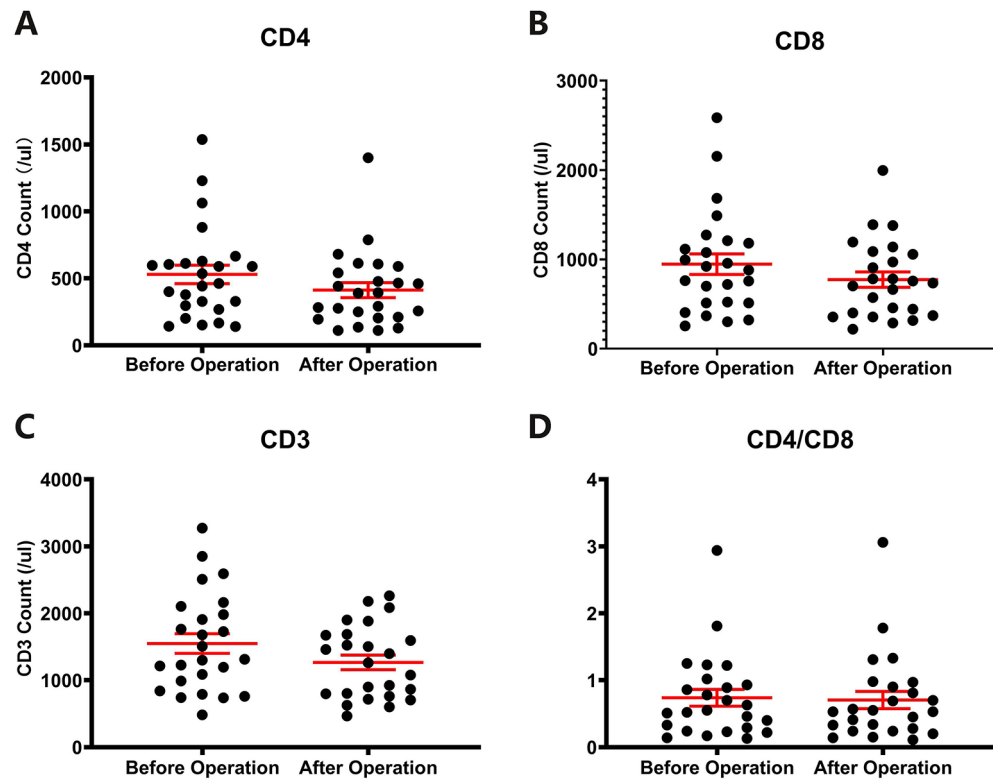 A
CD4
CD4 Count（/ul）
2000
1500
1000
500
0
Before Operation
After Operation
B
CD8
CD8 Count (/ul)
3000
2000
1000
0
Before Operation
After Operation
C
CD3
CD3 Count (/ul)
4000
3000
2000
1000
0
Before Operation
After Operation
D
CD4/CD8
4
3
2
1
0
Before Operation
After Operation